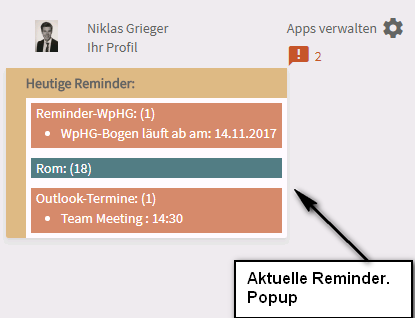 Niklas Grieger
Ihr Profil
Apps verwalten
2
Heutige Reminder:
Reminder-WpHG: (1)
• WpHG-Bogen läuft ab am: 14.11.2017
Rom: (18)
Outlook-Termine: (1)
• Team Meeting : 14:30
Aktuelle Reminder.
Popup